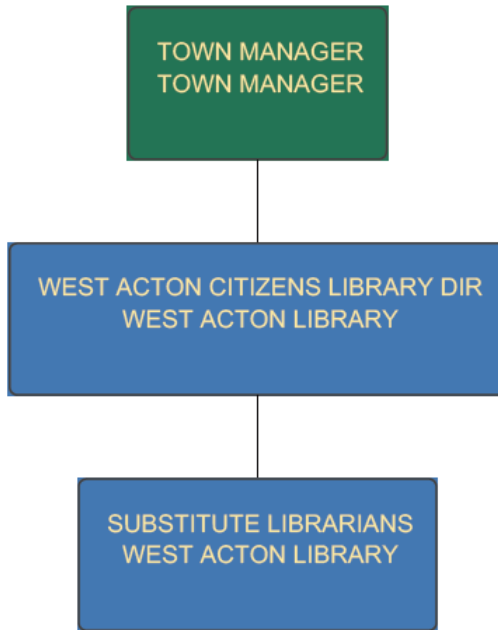 TOWN MANAGER
TOWN MANAGER
WEST ACTON CITIZENS LIBRARY DIR
WEST ACTON LIBRARY
SUBSTITUTE LIBRARIANS
WEST ACTON LIBRARY